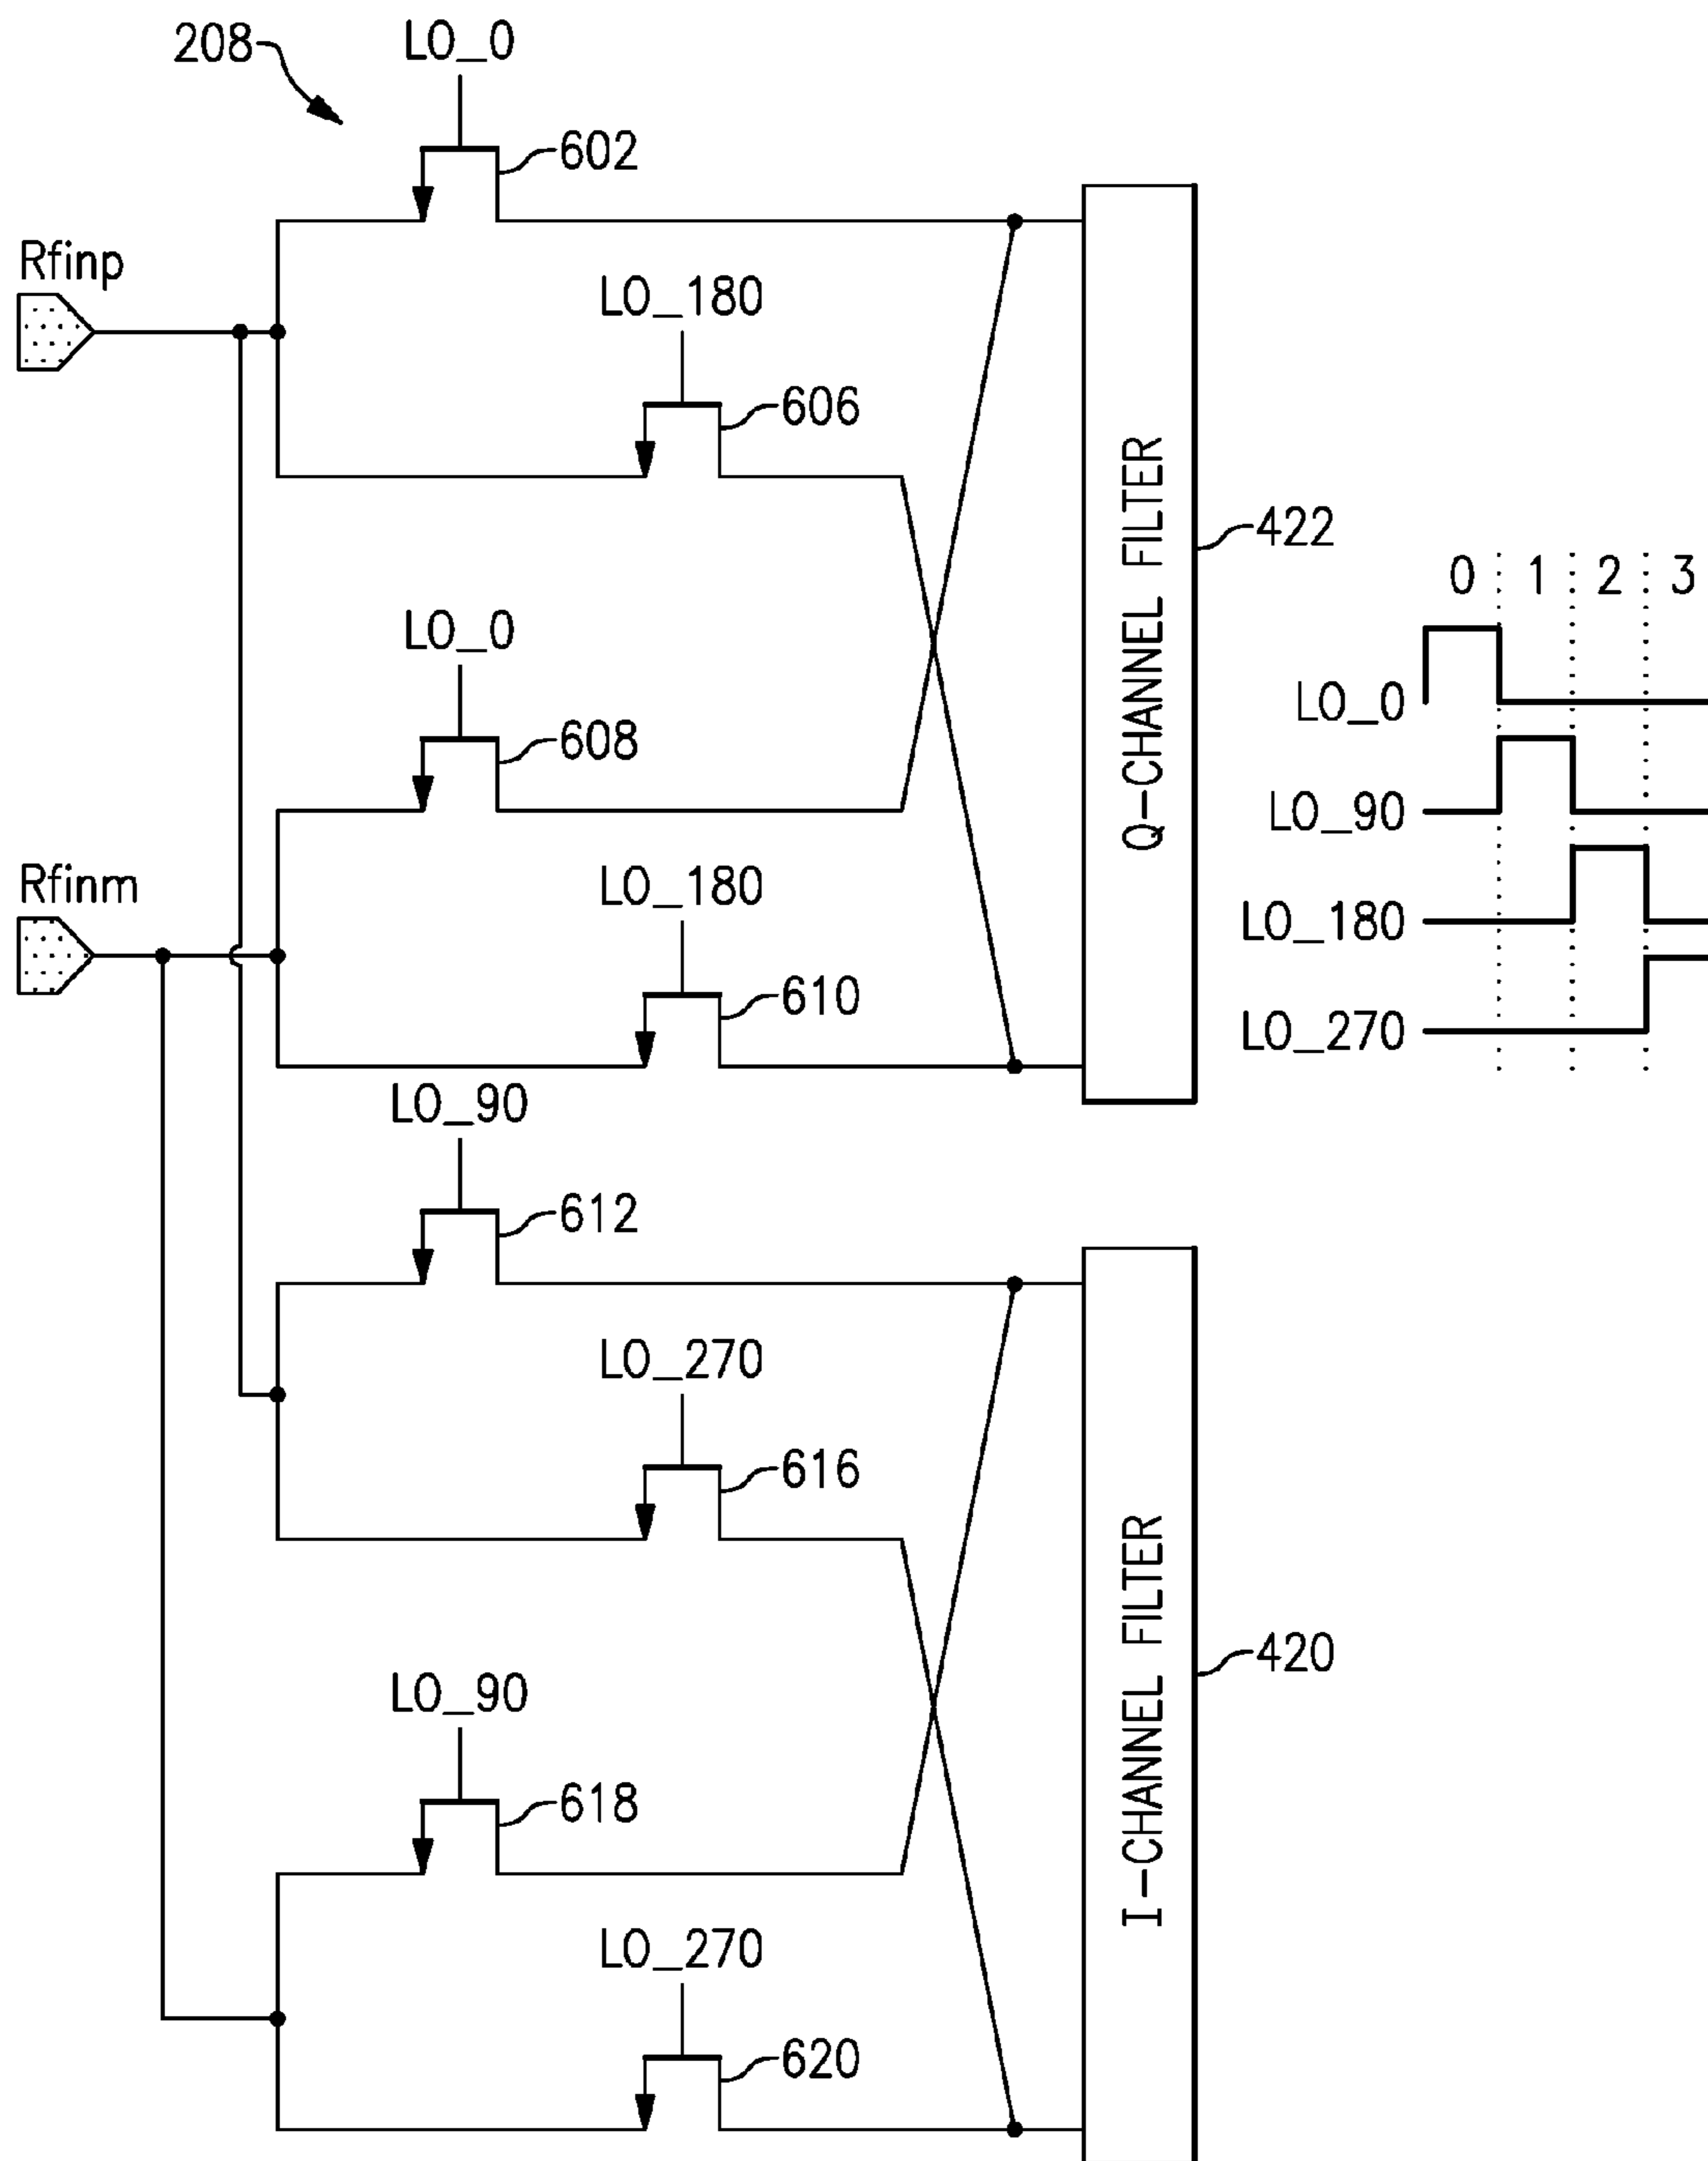 208
LO_0
602
Rfinp
LO_180
606
Q-CHANNEL FILTER
422
LO_0
608
Rfinm
LO_180
610
0 1 2 3
LO_0
LO_90
LO_180
LO_270
LO_90
612
LO_270
616
I-CHANNEL FILTER
420
LO_90
618
LO_270
620